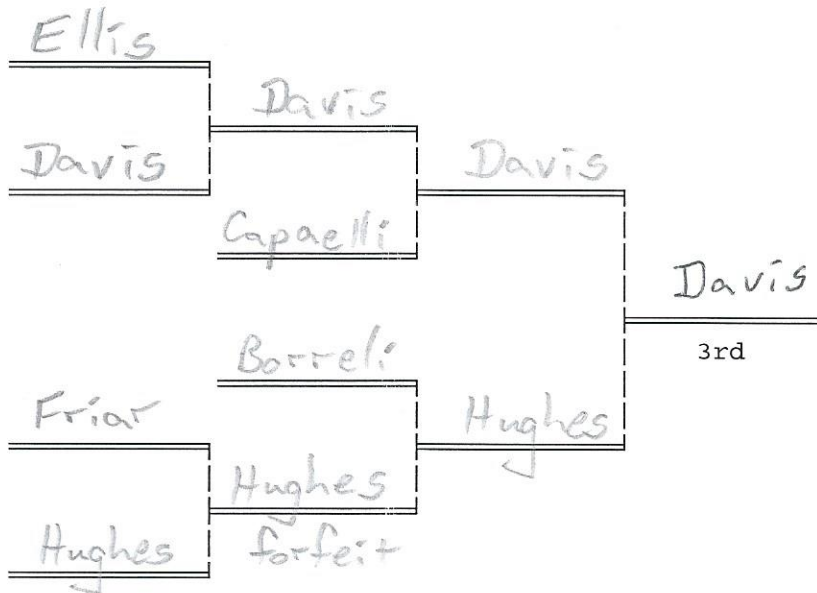 Ellis
Davis
Davis
Davis
Capaelli
Davis
3rd
Borreli
Friar
Hughes
Hughes
forfeit
Hughes